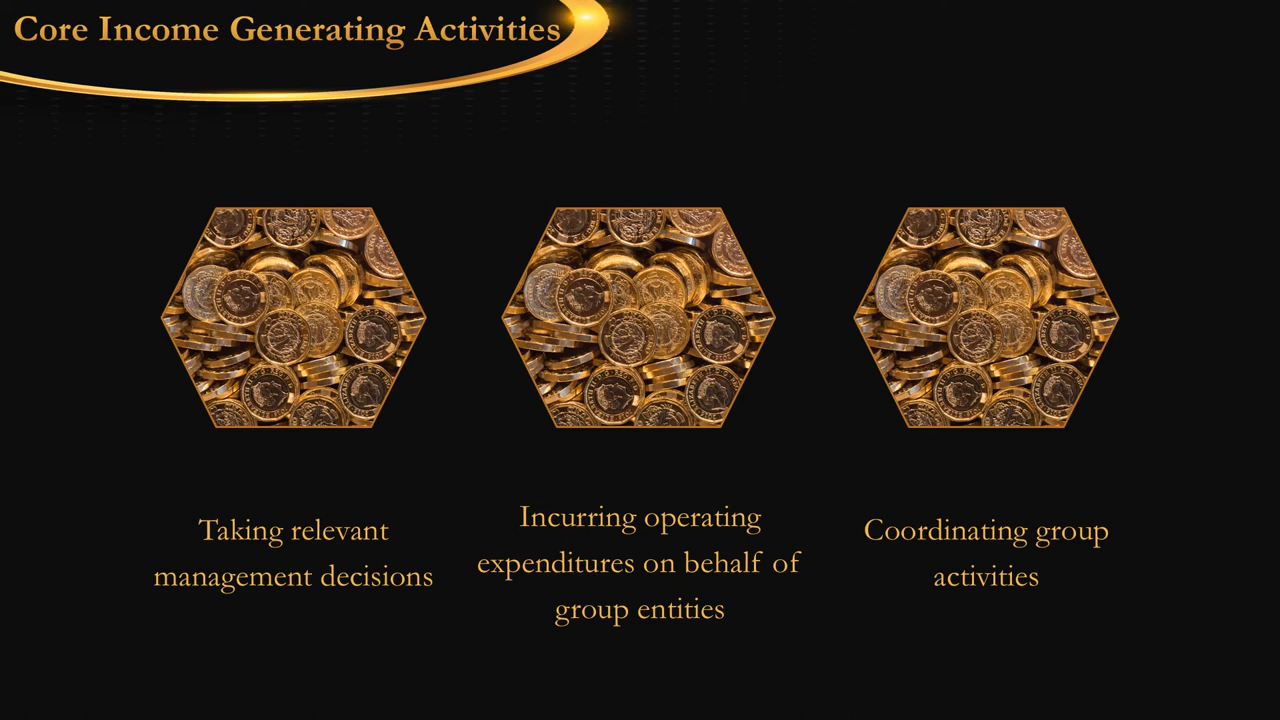 Core Income Generating Activities
Taking relevant
management decisions
Incurring operating
expenditures on behalf of
group entities
Coordinating group
activities